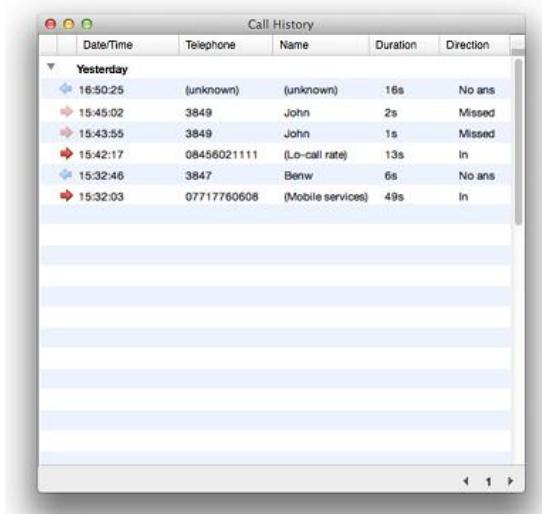 Call History
Date/Time Telephone Name Duration Direction
Yesterday
16:50:25 (unknown) (unknown) 16s No ans
15:45:02 3849 John 2s Missed
15:43:55 3849 John 1s Missed
15:42:17 08456021111 (Lo-call rate) 13s In
15:32:46 3847 Benw 6s No ans
15:32:03 07717760608 (Mobile services) 49s In
1